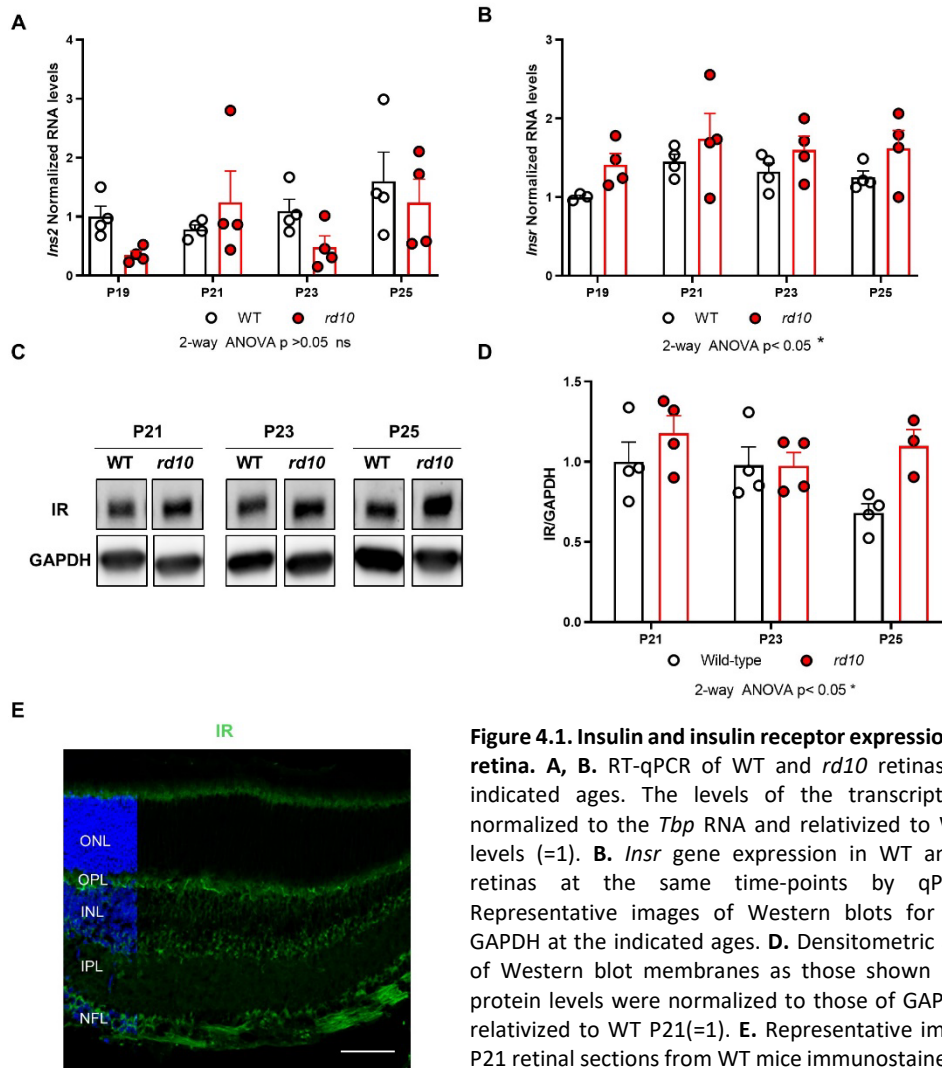 A
Ins2 Normalized RNA levels
4
3
2
1
0
P19 P21 P23 P25
WT rd10
2-way ANOVA p >0.05 ns
B
Insr Normalized RNA levels
3
2
1
0
P19 P21 P23 P25
WT rd10
2-way ANOVA p< 0.05 *
C
P21 P23 P25
WT rd10 WT rd10 WT rd10
IR
GAPDH
D
IR/GAPDH
1.5
1.0
0.5
0.0
P21 P23 P25
Wild-type rd10
2-way ANOVA p< 0.05 *
E
IR
ONL
OPL
INL
IPL
NFL
Figure 4.1. Insulin and insulin receptor expressio
retina. A, B. RT-qPCR of WT and rd10 retinas
indicated ages. The levels of the transcript
normalized to the Tbp RNA and relativized to
levels (=1). B. Insr gene expression in WT an
retinas at the same time-points by qP
Representative images of Western blots for
GAPDH at the indicated ages. D. Densitometric
of Western blot membranes as those shown
protein levels were normalized to those of GAP
relativized to WT P21(=1). E. Representative im
P21 retinal sections from WT mice immunostaine